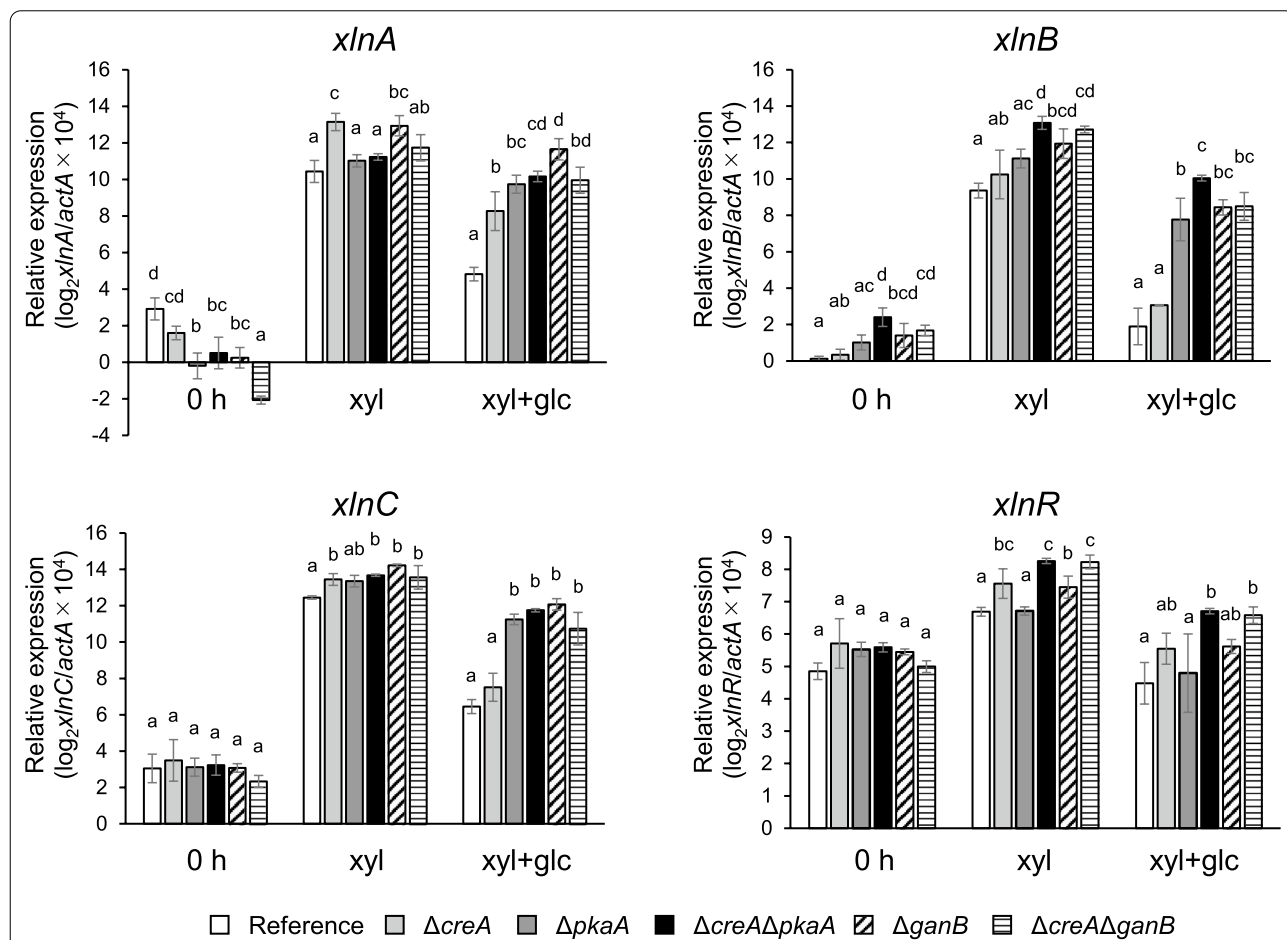 xlnA
Relative expression
(log₂xlnA/actA × 10⁴)
16
14
12
10
8
6
4
2
0
-2
-4
d
cd
b
bc
bc
a
a
c
a
a
bc
ab
a
b
bc
cd
d
bd
0 h
xyl
xyl+glc
xlnB
Relative expression
(log₂xlnB/actA × 10⁴)
16
14
12
10
8
6
4
2
0
a
ab
ac
d
bcd
cd
a
ab
ac
d
bcd
cd
a
a
b
c
bc
bc
0 h
xyl
xyl+glc
xlnC
Relative expression
(log₂xlnC/actA × 10⁴)
16
14
12
10
8
6
4
2
0
a
a
a
a
a
a
a
b
ab
b
b
b
a
a
b
b
b
b
0 h
xyl
xyl+glc
xlnR
Relative expression
(log₂xlnR/actA × 10⁴)
9
8
7
6
5
4
3
2
1
0
a
a
a
a
a
a
a
bc
a
c
b
c
a
ab
a
b
ab
b
0 h
xyl
xyl+glc
Reference ΔcreA ΔpkaA ΔcreAΔpkaA ΔganB ΔcreAΔganB